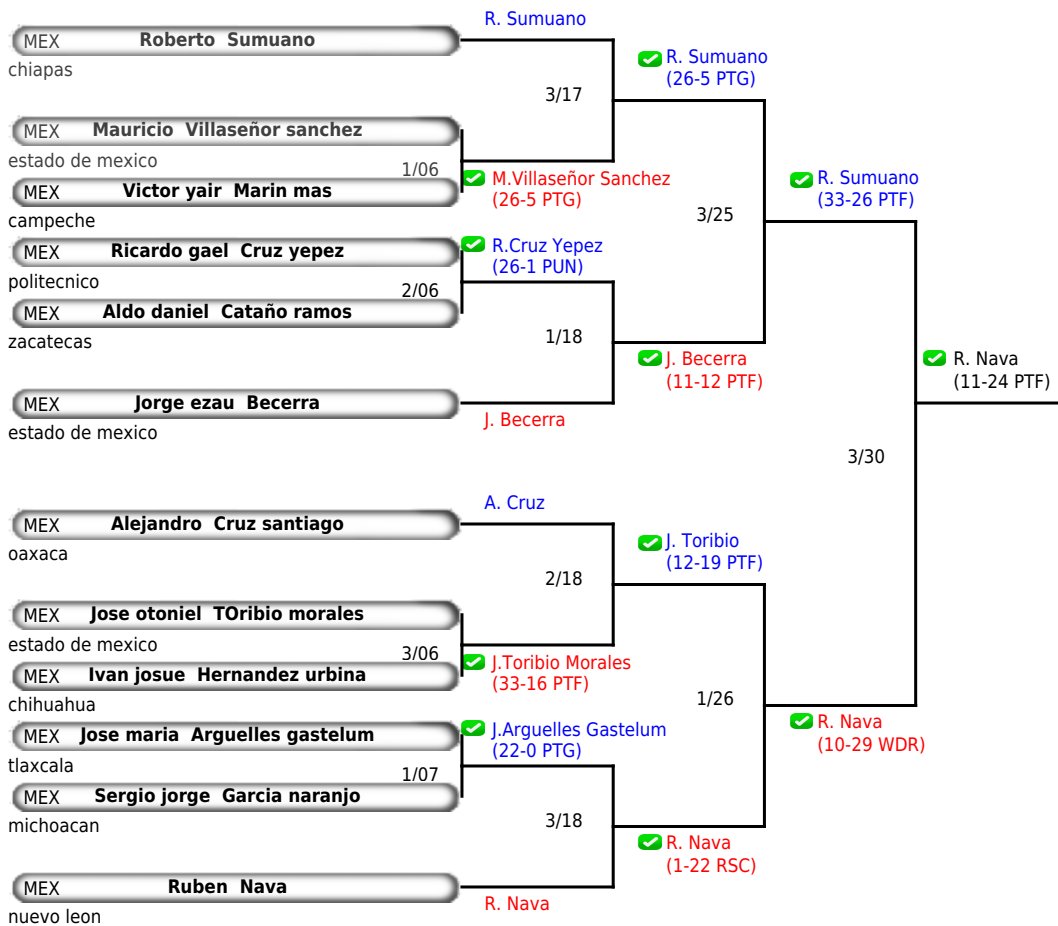 R. Sumuano
MEX Roberto Sumuano
chiapas
R. Sumuano
(26-5 PTG)
3/17
MEX Mauricio Villaseñor sanchez
estado de mexico
1/06
M.Villaseñor Sanchez
(26-5 PTG)
MEX Victor yair Marin mas
campeche
R. Sumuano
(33-26 PTF)
3/25
MEX Ricardo gael Cruz yepez
politecnico
R.Cruz Yepez
(26-1 PUN)
2/06
MEX Aldo daniel Cataño ramos
zacatecas
1/18
J. Becerra
(11-12 PTF)
R. Nava
(11-24 PTF)
MEX Jorge ezau Becerra
estado de mexico
J. Becerra
3/30
A. Cruz
MEX Alejandro Cruz santiago
oaxaca
J. Toribio
(12-19 PTF)
2/18
MEX Jose otoniel TOribio morales
estado de mexico
3/06
J.Toribio Morales
(33-16 PTF)
MEX Ivan josue Hernandez urbina
chihuahua
1/26
R. Nava
(10-29 WDR)
MEX Jose maria Arguelles gastelum
tlaxcala
J.Arguelles Gastelum
(22-0 PTG)
1/07
MEX Sergio jorge Garcia naranjo
michoacan
3/18
R. Nava
(1-22 RSC)
MEX Ruben Nava
nuevo leon
R. Nava